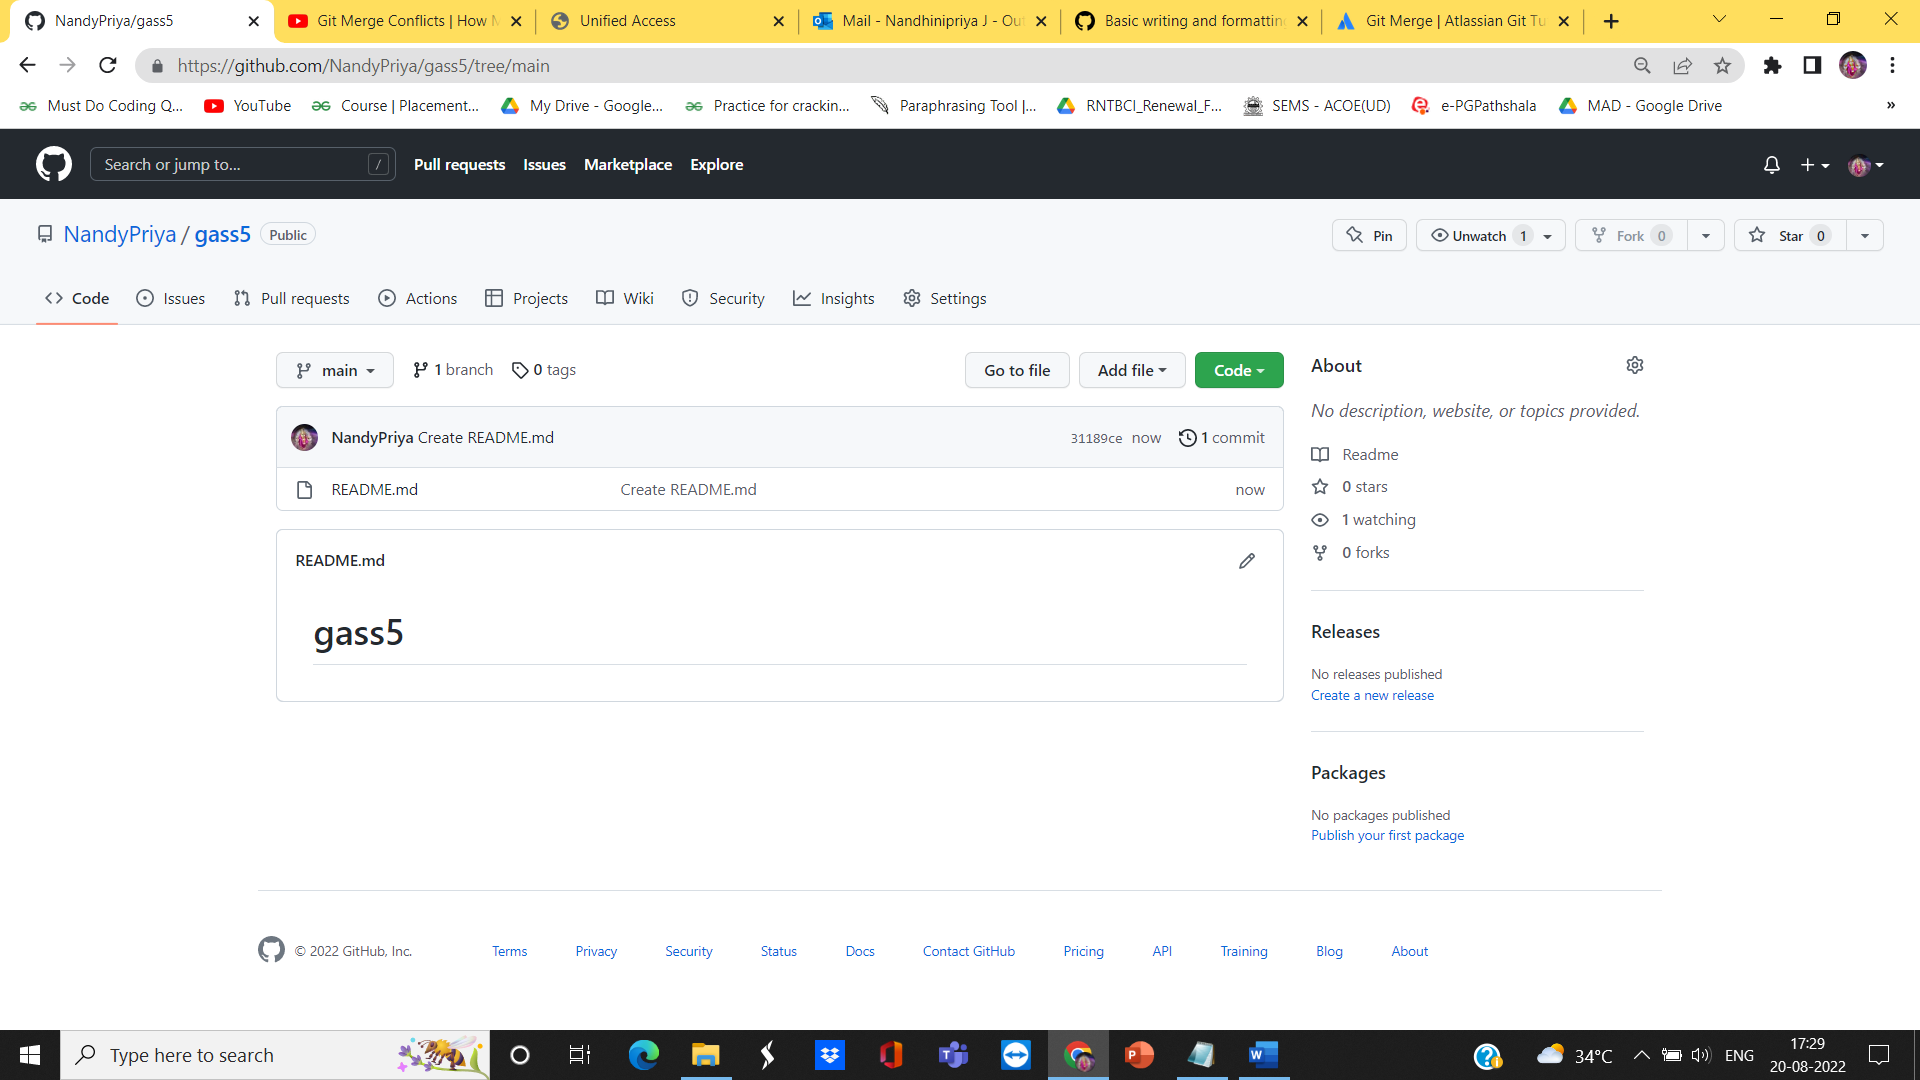 NandyPriya/gass5
Git Merge Conflicts | How M
Unified Access
Mail - Nandhinipriya J - Ou
Basic writing and formattin
Git Merge | Atlassian Git Tu
https://github.com/NandyPriya/gass5/tree/main
Must Do Coding Q...
YouTube
Course | Placement...
My Drive - Google...
Practice for crackin...
Paraphrasing Tool |...
RNTBCI_Renewal_F...
SEMS - ACOE(UD)
e-PGPathshala
MAD - Google Drive
»
Search or jump to... /
Pull requests
Issues
Marketplace
Explore
NandyPriya / gass5 Public
Pin
Unwatch 1
Fork 0
Star 0
Code
Issues
Pull requests
Actions
Projects
Wiki
Security
Insights
Settings
main
1 branch
0 tags
Go to file
Add file
Code
NandyPriya Create README.md
31189ce now
1 commit
README.md
Create README.md
now
README.md
gass5
About
No description, website, or topics provided.
Readme
0 stars
1 watching
0 forks
Releases
No releases published
Create a new release
Packages
No packages published
Publish your first package
© 2022 GitHub, Inc.
Terms
Privacy
Security
Status
Docs
Contact GitHub
Pricing
API
Training
Blog
About
Type here to search
34°C
ENG
17:29
20-08-2022